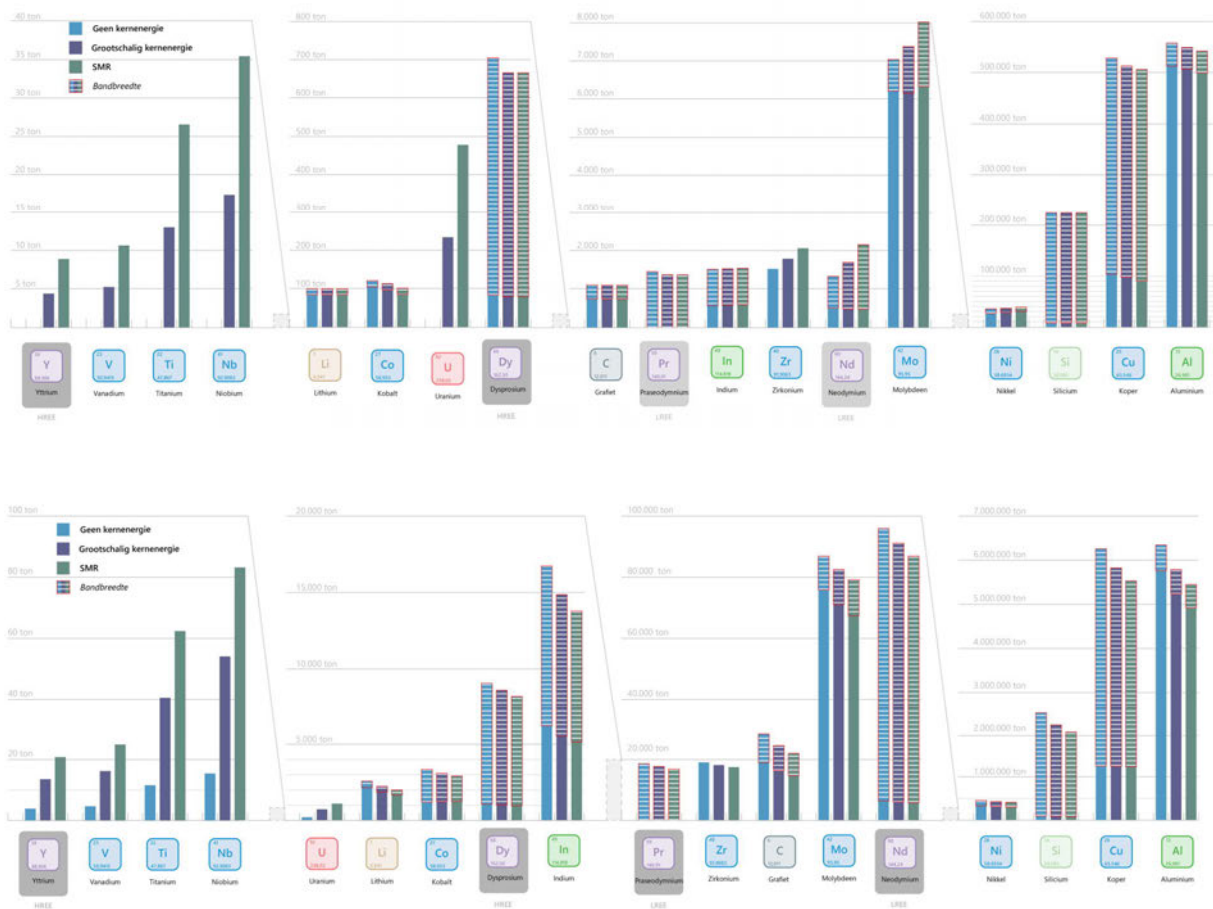 40 ton
35 ton
30 ton
25 ton
20 ton
15 ton
10 ton
5 ton
Geen kernenergie
Grootschalig kernenergie
SMR
Bandbreedte
800 ton
700 ton
600 ton
500 ton
400 ton
300 ton
200 ton
100 ton
8.000 ton
7.000 ton
6.000 ton
5.000 ton
4.000 ton
3.000 ton
2.000 ton
1.000 ton
600.000 ton
500.000 ton
400.000 ton
300.000 ton
200.000 ton
100.000 ton
Y
V
Ti
Nb
Li
Co
U
Dy
C
Pr
In
Zr
Nd
Mo
Ni
Si
Cu
Al
Yttrium
Vanadium
Titanium
Niobium
Lithium
Kobalt
Uranium
Dysprosium
Grafiet
Praseodymnium
Indium
Zirkonium
Neodymium
Molybdeen
Nikkel
Silicium
Koper
Aluminium
HREE
HREE
LREE
LREE
100 ton
80 ton
60 ton
40 ton
20 ton
Geen kernenergie
Grootschalig kernenergie
SMR
Bandbreedte
20.000 ton
15.000 ton
10.000 ton
5.000 ton
100.000 ton
80.000 ton
60.000 ton
40.000 ton
20.000 ton
7.000.000 ton
6.000.000 ton
5.000.000 ton
4.000.000 ton
3.000.000 ton
2.000.000 ton
1.000.000 ton
Y
V
Ti
Nb
U
Li
Co
Dy
In
Pr
Zr
C
Mo
Nd
Ni
Si
Cu
Al
Yttrium
Vanadium
Titanium
Niobium
Uranium
Lithium
Kobalt
Dysprosium
Indium
Praseodymnium
Zirkonium
Grafiet
Molybdeen
Neodymium
Nikkel
Silicium
Koper
Aluminium
HREE
HREE
LREE
LREE